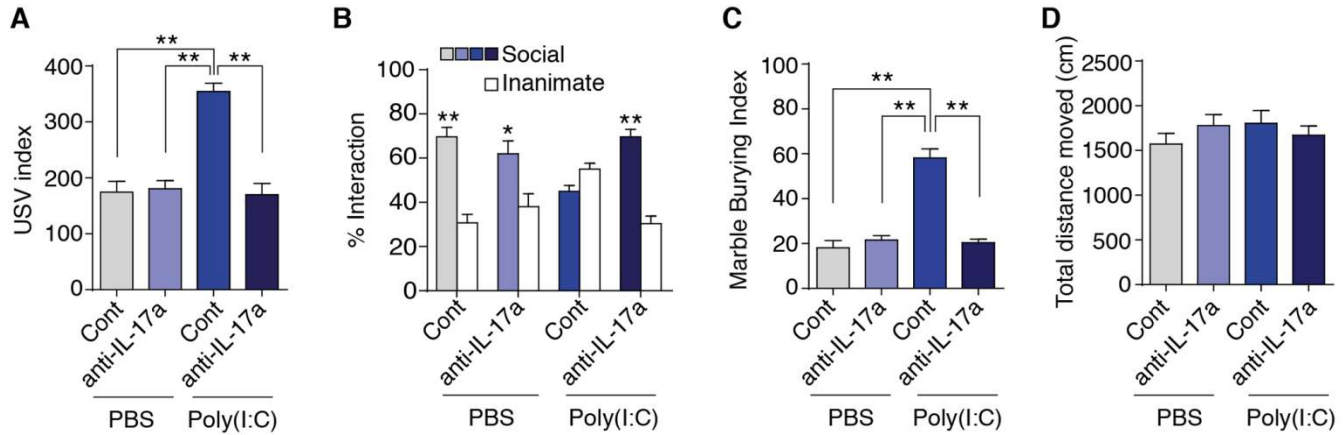 A
USV index
400
300
200
100
0
**
**
**
Cont
anti-IL-17a
Cont
anti-IL-17a
PBS
Poly(I:C)
B
Social
Inanimate
% Interaction
100
80
60
40
20
0
**
*
**
Cont
anti-IL-17a
Cont
anti-IL-17a
PBS
Poly(I:C)
C
Marble Burying Index
100
80
60
40
20
0
**
**
**
Cont
anti-IL-17a
Cont
anti-IL-17a
PBS
Poly(I:C)
D
Total distance moved (cm)
2500
2000
1500
1000
500
0
Cont
anti-IL-17a
Cont
anti-IL-17a
PBS
Poly(I:C)